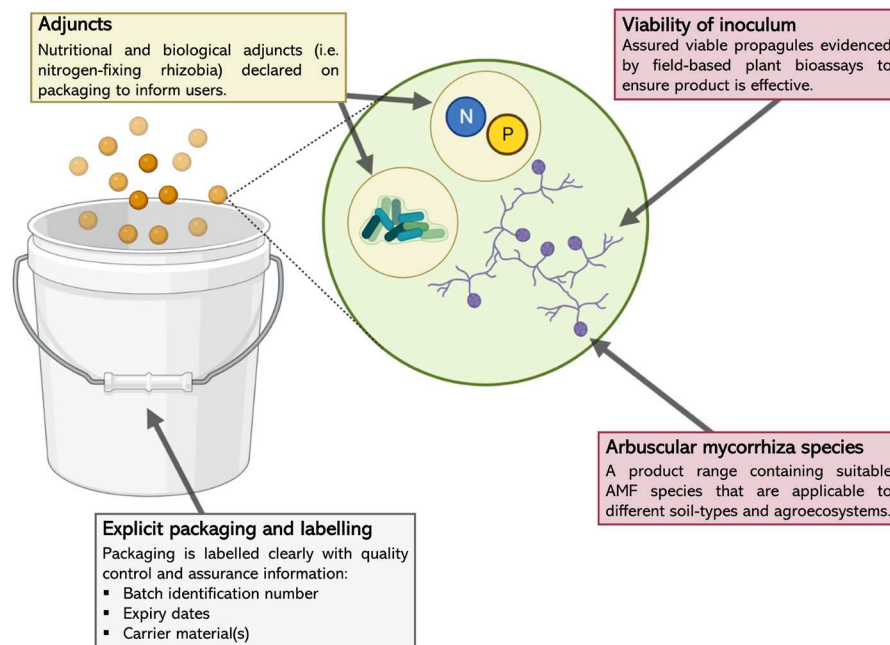 Adjuncts
Nutritional and biological adjuncts (i.e.
nitrogen-fixing rhizobia) declared on
packaging to inform users.
Viability of inoculum
Assured viable propagules evidenced
by field-based plant bioassays to
ensure product is effective.
N
P
Arbuscular mycorrhiza species
A product range containing suitable
AMF species that are applicable to
different soil-types and agroecosystems.
Explicit packaging and labelling
Packaging is labelled clearly with quality
control and assurance information:
▪ Batch identification number
▪ Expiry dates
▪ Carrier material(s)